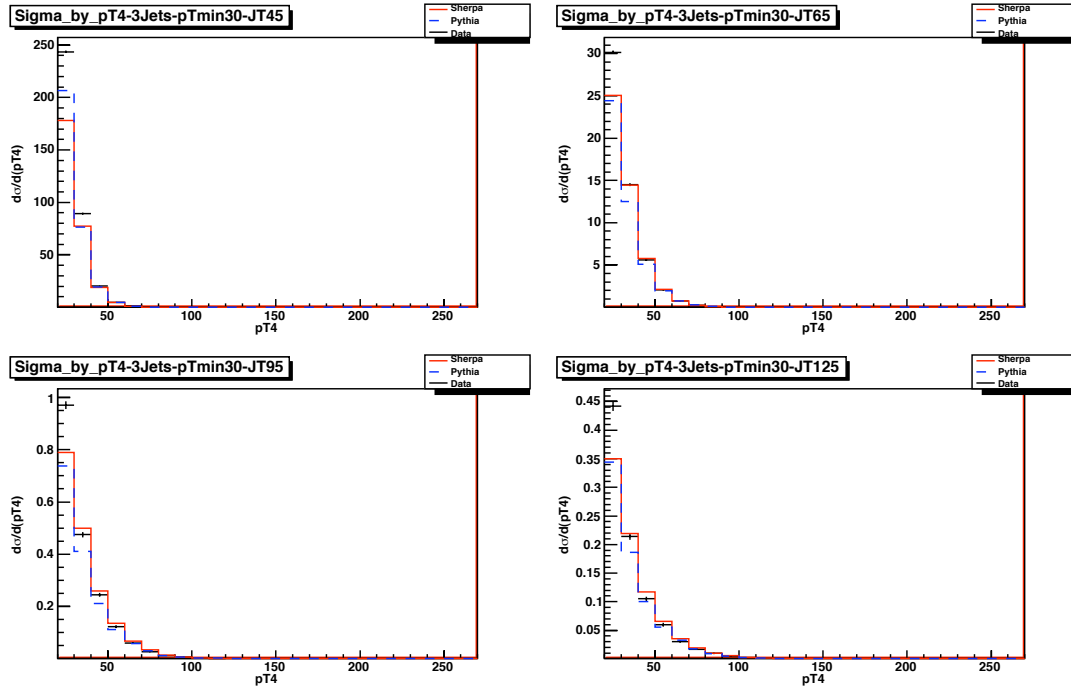 Sigma_by_pT4-3Jets-pTmin30-JT45
Sherpa
Pythia
Data
250
200
150
100
50
dσ/d(pT4)
50 100 150 200 250
pT4
Sigma_by_pT4-3Jets-pTmin30-JT65
Sherpa
Pythia
Data
30
25
20
15
10
5
dσ/d(pT4)
50 100 150 200 250
pT4
Sigma_by_pT4-3Jets-pTmin30-JT95
Sherpa
Pythia
Data
1
0.8
0.6
0.4
0.2
dσ/d(pT4)
50 100 150 200 250
pT4
Sigma_by_pT4-3Jets-pTmin30-JT125
Sherpa
Pythia
Data
0.45
0.4
0.35
0.3
0.25
0.2
0.15
0.1
0.05
dσ/d(pT4)
50 100 150 200 250
pT4